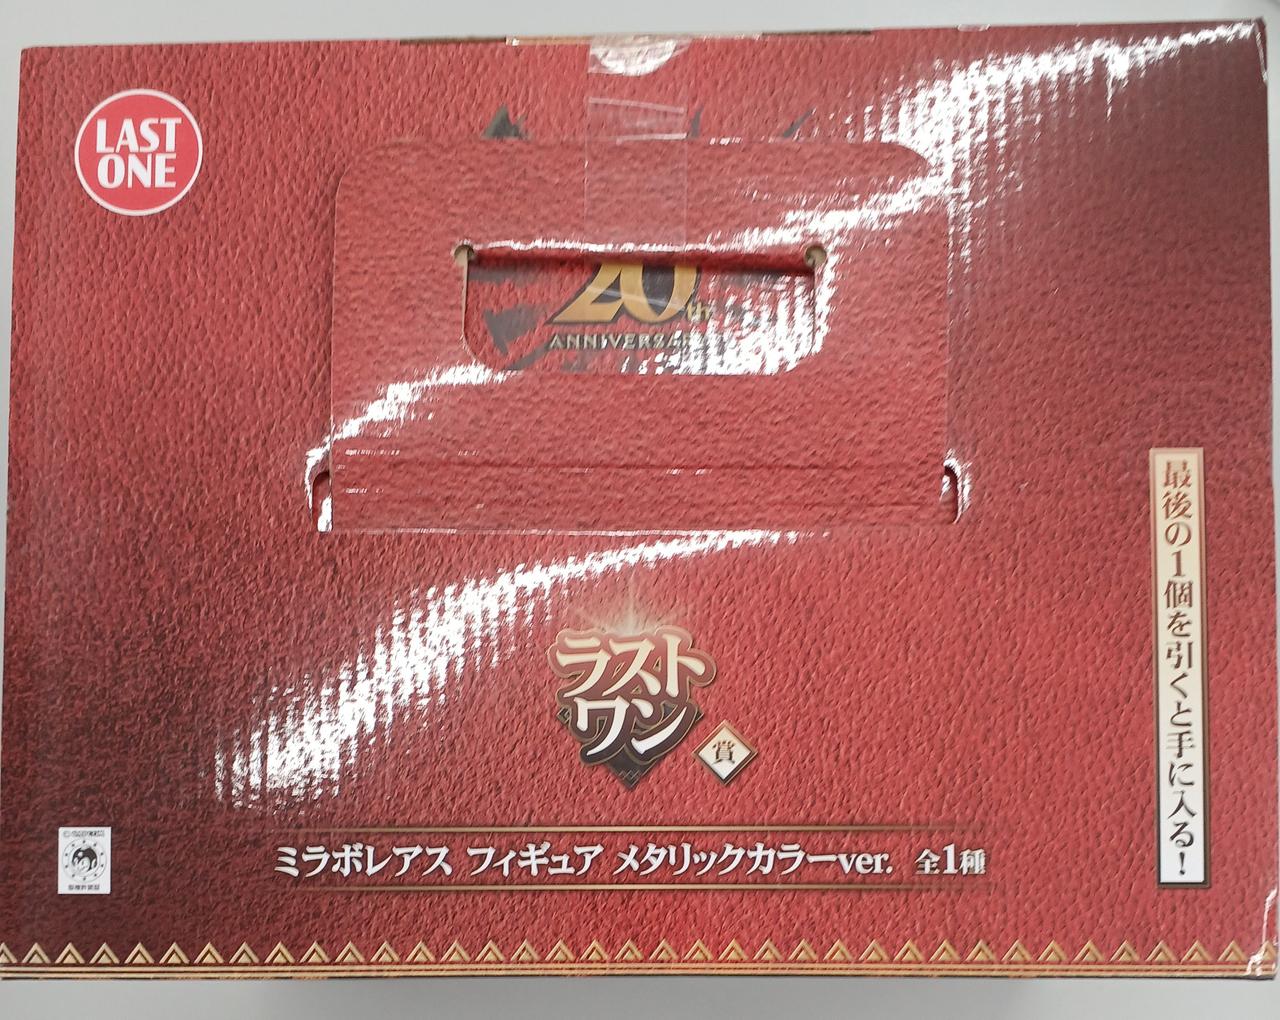 LAST
ONE
20th
ANNIVERSA
最後の1個を引くと手に入る!
ラスト
ワン
賞
ミラボレアス フィギュア メタリックカラーver. 全1種